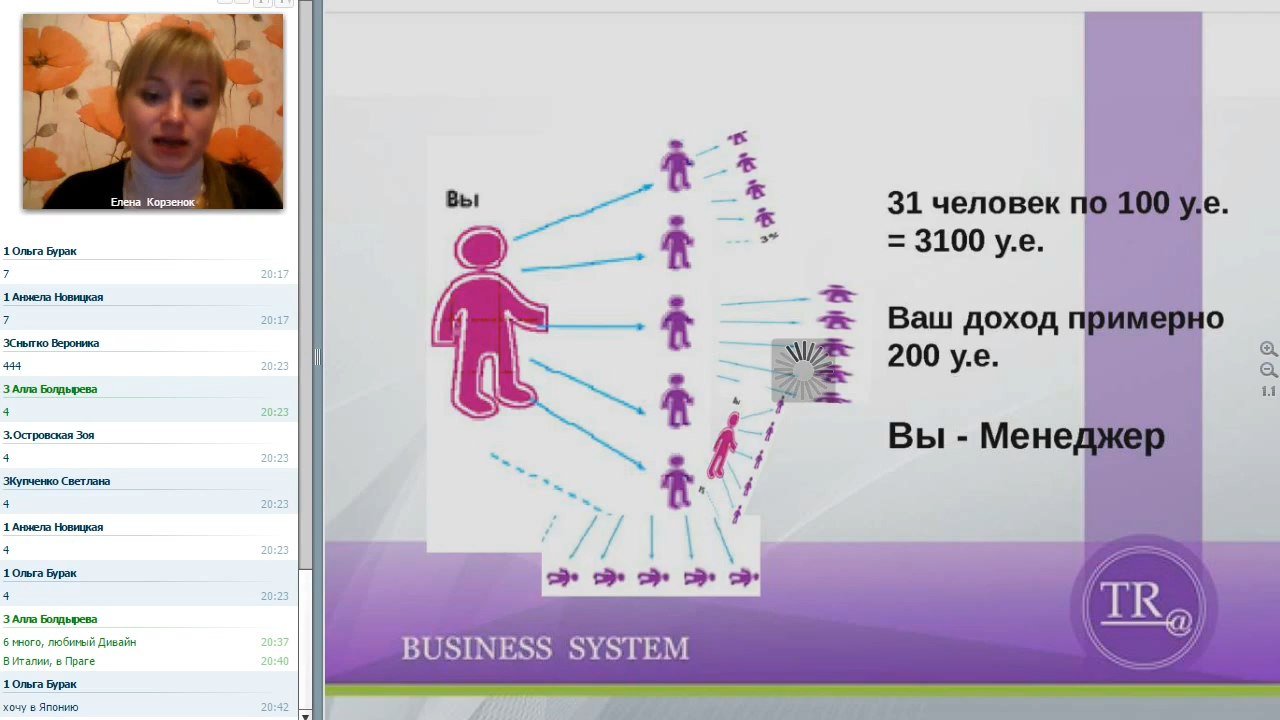 Елена Корзенок
1 Ольга Бурак
7 20:17
1 Анжела Новицкая
7 20:17
3Снытко Вероника
444 20:23
3 Алла Болдырева
4 20:23
3.Островская Зоя
4 20:23
3Купченко Светлана
4 20:23
1 Анжела Новицкая
4 20:23
1 Ольга Бурак
4 20:23
3 Алла Болдырева
6 много, любимый Дивайн 20:37
В Италии, в Праге 20:40
1 Ольга Бурак
хочу в Японию 20:42
Вы
3%
31 человек по 100 у.е.
= 3100 у.е.
Ваш доход примерно
200 у.е.
Вы - Менеджер
BUSINESS SYSTEM
TR@
1.1